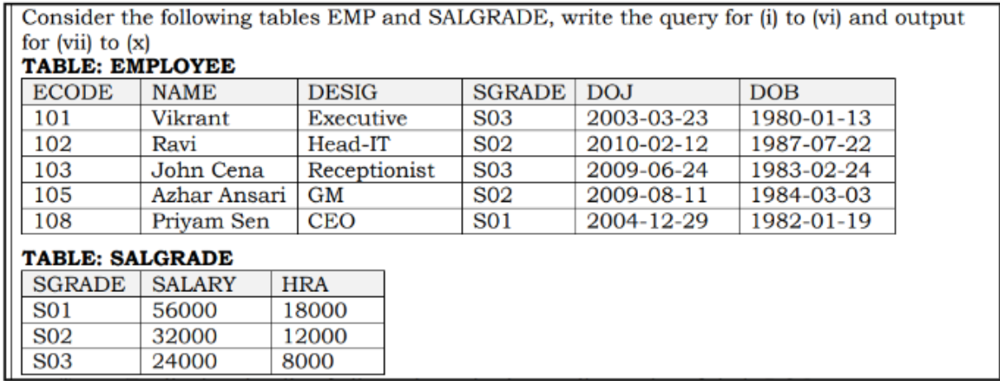 Consider the following tables EMP and SALGRADE, write the query for (i) to (vi) and output
for (vii) to (x)
TABLE: EMPLOYEE
ECODE NAME DESIG SGRADE DOJ DOB
101 Vikrant Executive S03 2003-03-23 1980-01-13
102 Ravi Head-IT S02 2010-02-12 1987-07-22
103 John Cena Receptionist S03 2009-06-24 1983-02-24
105 Azhar Ansari GM S02 2009-08-11 1984-03-03
108 Priyam Sen CEO S01 2004-12-29 1982-01-19
TABLE: SALGRADE
SGRADE SALARY HRA
S01 56000 18000
S02 32000 12000
S03 24000 8000